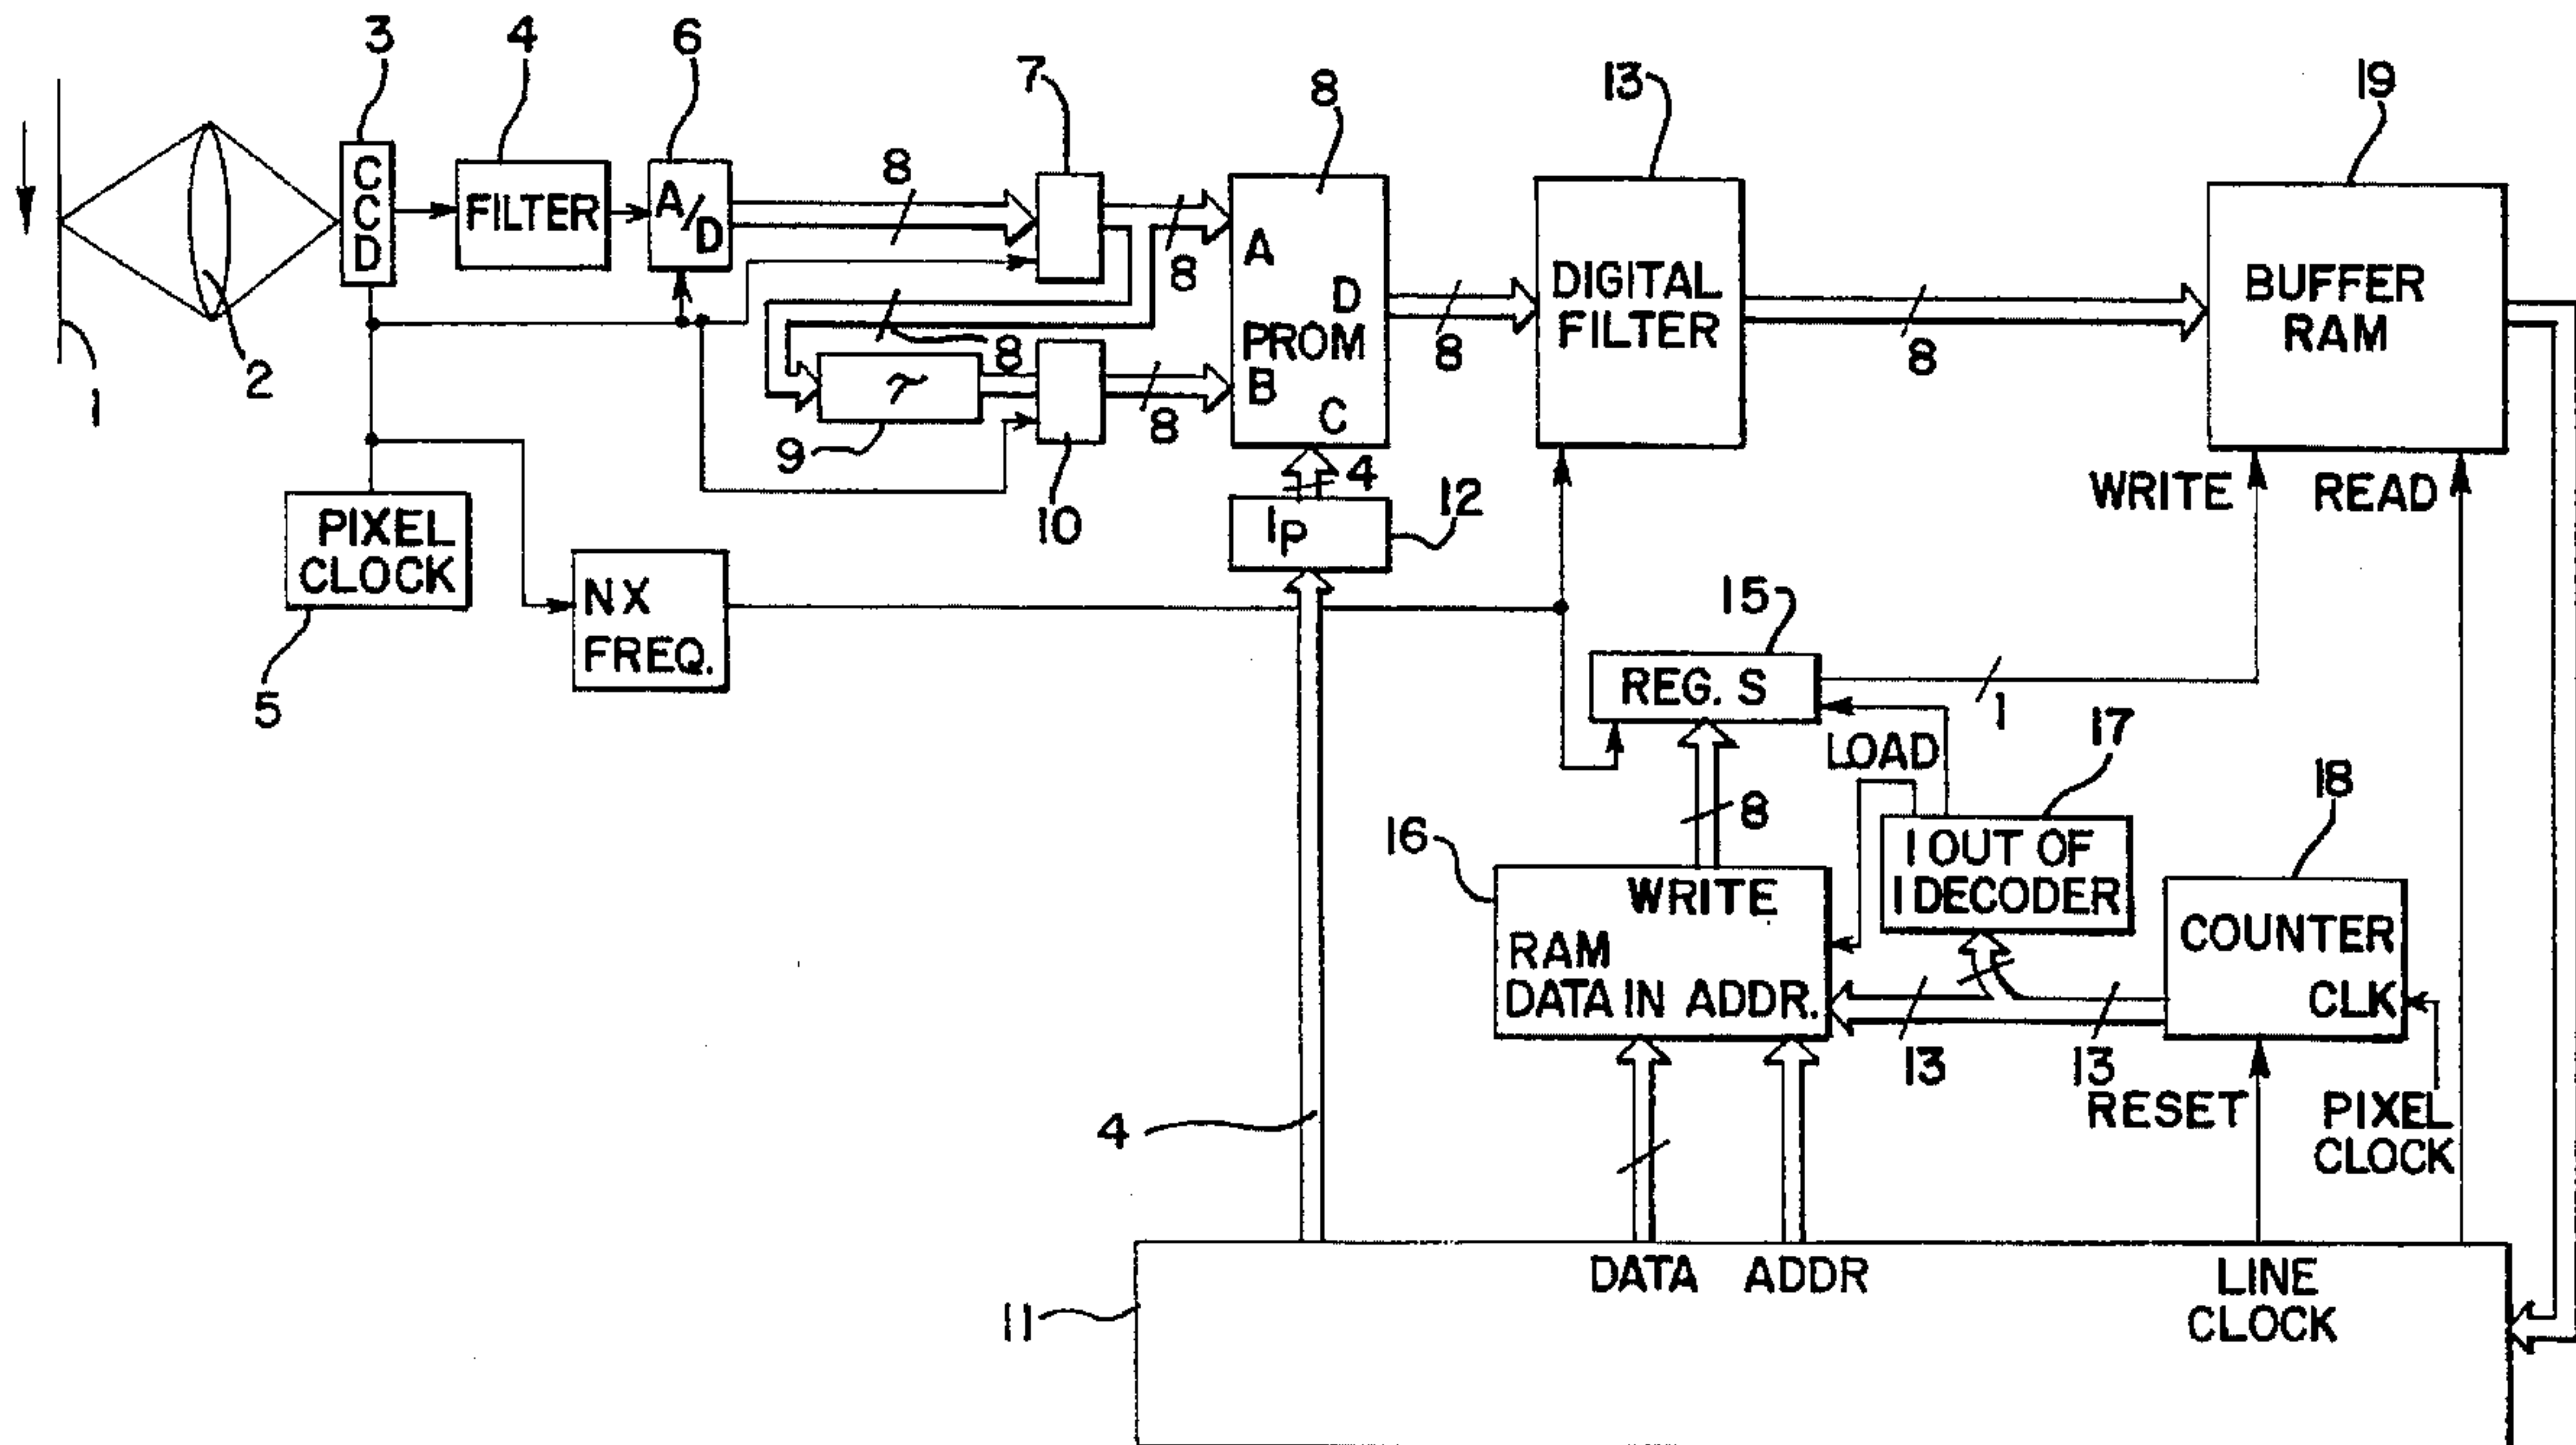 3
4
6
7
8
13
19
CCD
FILTER
A/D
8
8
8
8
8
8
A
D
PROM
B
C
8
DIGITAL
FILTER
8
BUFFER
RAM
1
2
τ
9
10
4
IP
12
WRITE
READ
PIXEL
CLOCK
5
NX
FREQ.
15
REG. S
1
LOAD
17
18
8
16
WRITE
RAM
DATA IN ADDR.
1 OUT OF
1 DECODER
COUNTER
CLK
13
13
RESET
PIXEL
CLOCK
4
DATA
ADDR
LINE
CLOCK
11